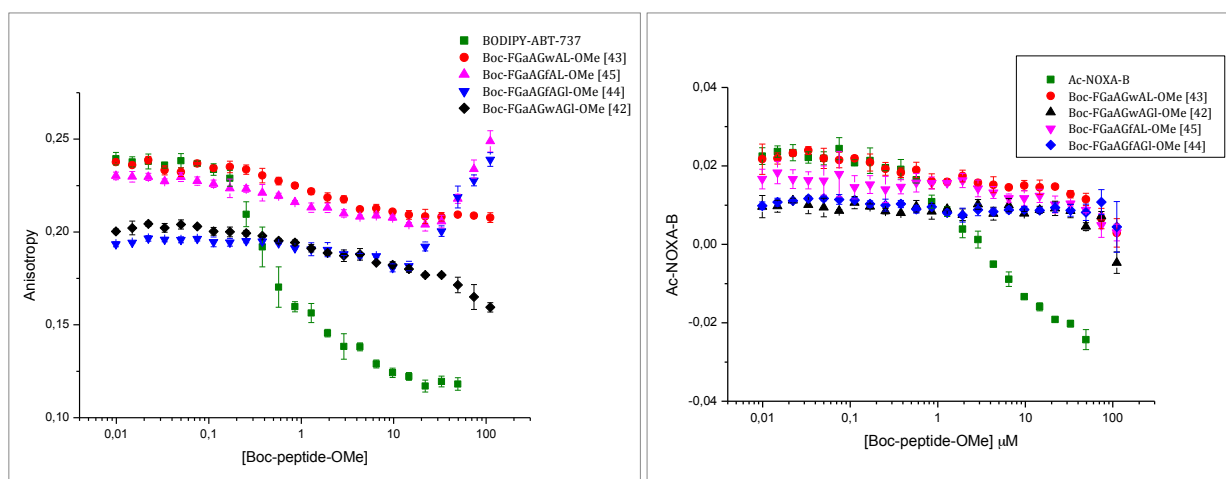 BODIPY-ABT-737
Boc-FGaAGwAL-OMe [43]
Boc-FGaAGfAL-OMe [45]
Boc-FGaAGfAGl-OMe [44]
Boc-FGaAGwAGl-OMe [42]
0,25
0,20
0,15
0,10
Anisotropy
0,01 0,1 1 10 100
[Boc-peptide-OMe]
Ac-NOXA-B
Boc-FGaAGwAL-OMe [43]
Boc-FGaAGwAGl-OMe [42]
Boc-FGaAGfAL-OMe [45]
Boc-FGaAGfAGl-OMe [44]
0,04
0,02
0,00
-0,02
-0,04
Ac-NOXA-B
0,01 0,1 1 10 100
[Boc-peptide-OMe] μM